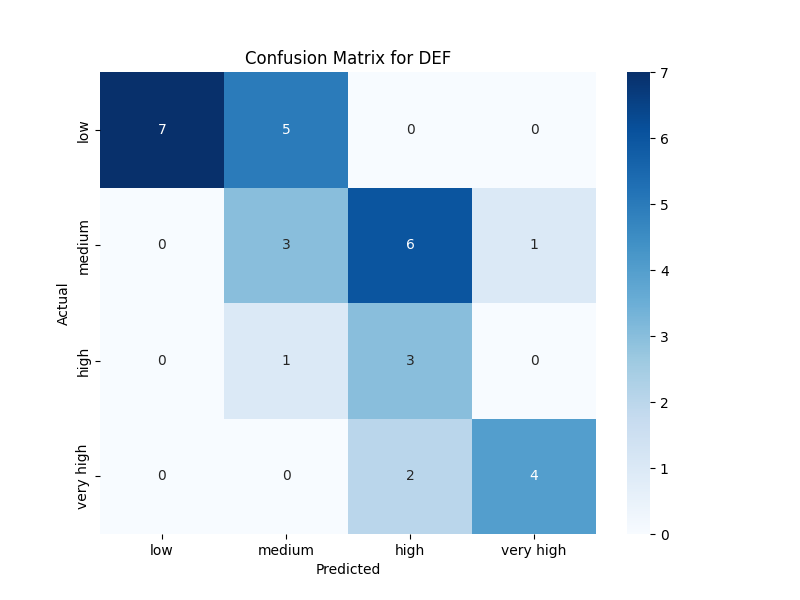 Confusion Matrix for DEF
low 7 5 0 0
medium 0 3 6 1
high 0 1 3 0
very high 0 0 2 4
low medium high very high
Predicted
Actual
7
6
5
4
3
2
1
0